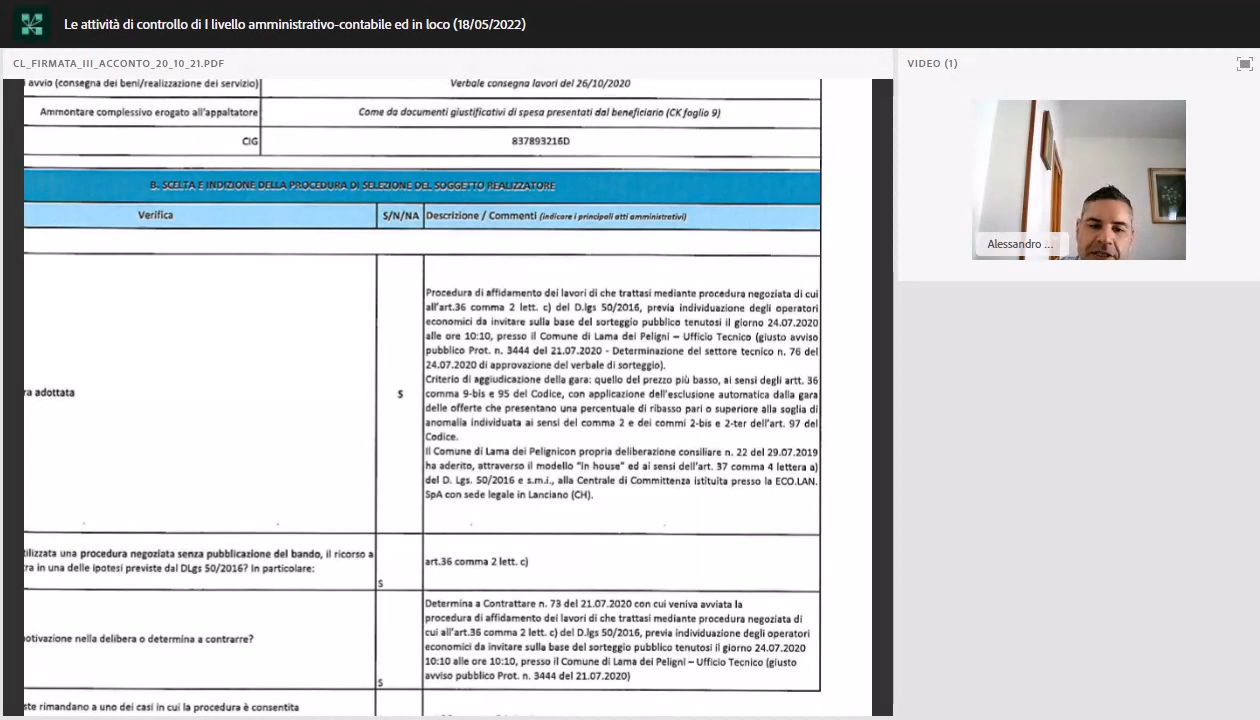 Le attività di controllo di I livello amministrativo-contabile ed in loco (18/05/2022)
CL_FIRMATA_III_ACCONTO_20_10_21.PDF
VIDEO (1)
avvio (consegna dei beni/realizzazione del servizio)
Verbale consegna lavori del 26/10/2020
Ammontare complessivo erogato all'appaltatore
Come da documenti giustificativi di spesa presentati dal beneficiario (CK foglio 9)
CIG
837893216D
B. SCELTA E INDIZIONE DELLA PROCEDURA DI SELEZIONE DEL SOGGETTO REALIZZATORE
Verifica
S/N/NA
Descrizione / Commenti (indicare i principali atti amministrativi)
Procedura di affidamento dei lavori di che trattasi mediante procedura negoziata di cui
all'art.36 comma 2 lett. c) del D.lgs 50/2016, previa individuazione degli operatori
economici da invitare sulla base del sorteggio pubblico tenutosi il giorno 24.07.2020
alle ore 10:10, presso il Comune di Lama dei Peligni – Ufficio Tecnico (giusto avviso
pubblico Prot. n. 3444 del 21.07.2020 - Determinazione del settore tecnico n. 76 del
24.07.2020 di approvazione del verbale di sorteggio).
Criterio di aggiudicazione della gara: quello del prezzo più basso, ai sensi degli artt. 36
comma 9-bis e 95 del Codice, con applicazione dell'esclusione automatica dalla gara
delle offerte che presentano una percentuale di ribasso pari o superiore alla soglia di
anomalia individuata ai sensi del comma 2 e dei commi 2-bis e 2-ter dell'art. 97 del
Codice.
Il Comune di Lama dei Pelignicon propria deliberazione consiliare n. 22 del 29.07.2019
ha aderito, attraverso il modello "in house" ed ai sensi dell'art. 37 comma 4 lettera a)
del D. Lgs. 50/2016 e s.m.i., alla Centrale di Committenza istituita presso la ECO.LAN.
SpA con sede legale in Lanciano (CH).
ra adottata
S
tilizzata una procedura negoziata senza pubblicazione del bando, il ricorso a
ra in una delle ipotesi previste dal DLgs 50/2016? In particolare:
S
art.36 comma 2 lett. c)
otivazione nella delibera o determina a contrarre?
S
Determina a Contrattare n. 73 del 21.07.2020 con cui veniva avviata la
procedura di affidamento dei lavori di che trattasi mediante procedura negoziata di
cui all'art.36 comma 2 lett. c) del D.lgs 50/2016, previa individuazione degli operatori
economici da invitare sulla base del sorteggio pubblico tenutosi il giorno 24.07.2020
10:10 alle ore 10:10, presso il Comune di Lama dei Peligni – Ufficio Tecnico (giusto
avviso pubblico Prot. n. 3444 del 21.07.2020)
ste rimandano a uno dei casi in cui la procedura è consentita
Alessandro ...